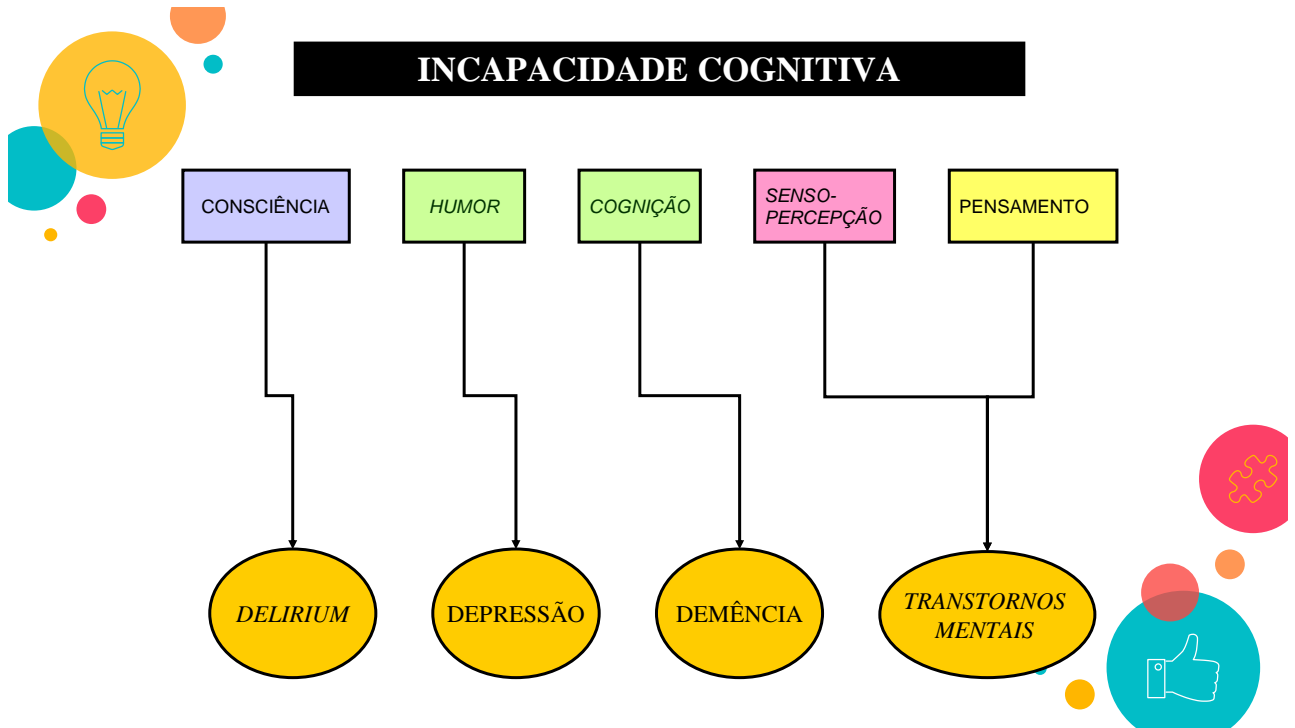 INCAPACIDADE COGNITIVA
CONSCIÊNCIA
HUMOR
COGNIÇÃO
SENSO-
PERCEPÇÃO
PENSAMENTO
DELIRIUM
DEPRESSÃO
DEMÊNCIA
TRANSTORNOS
MENTAIS